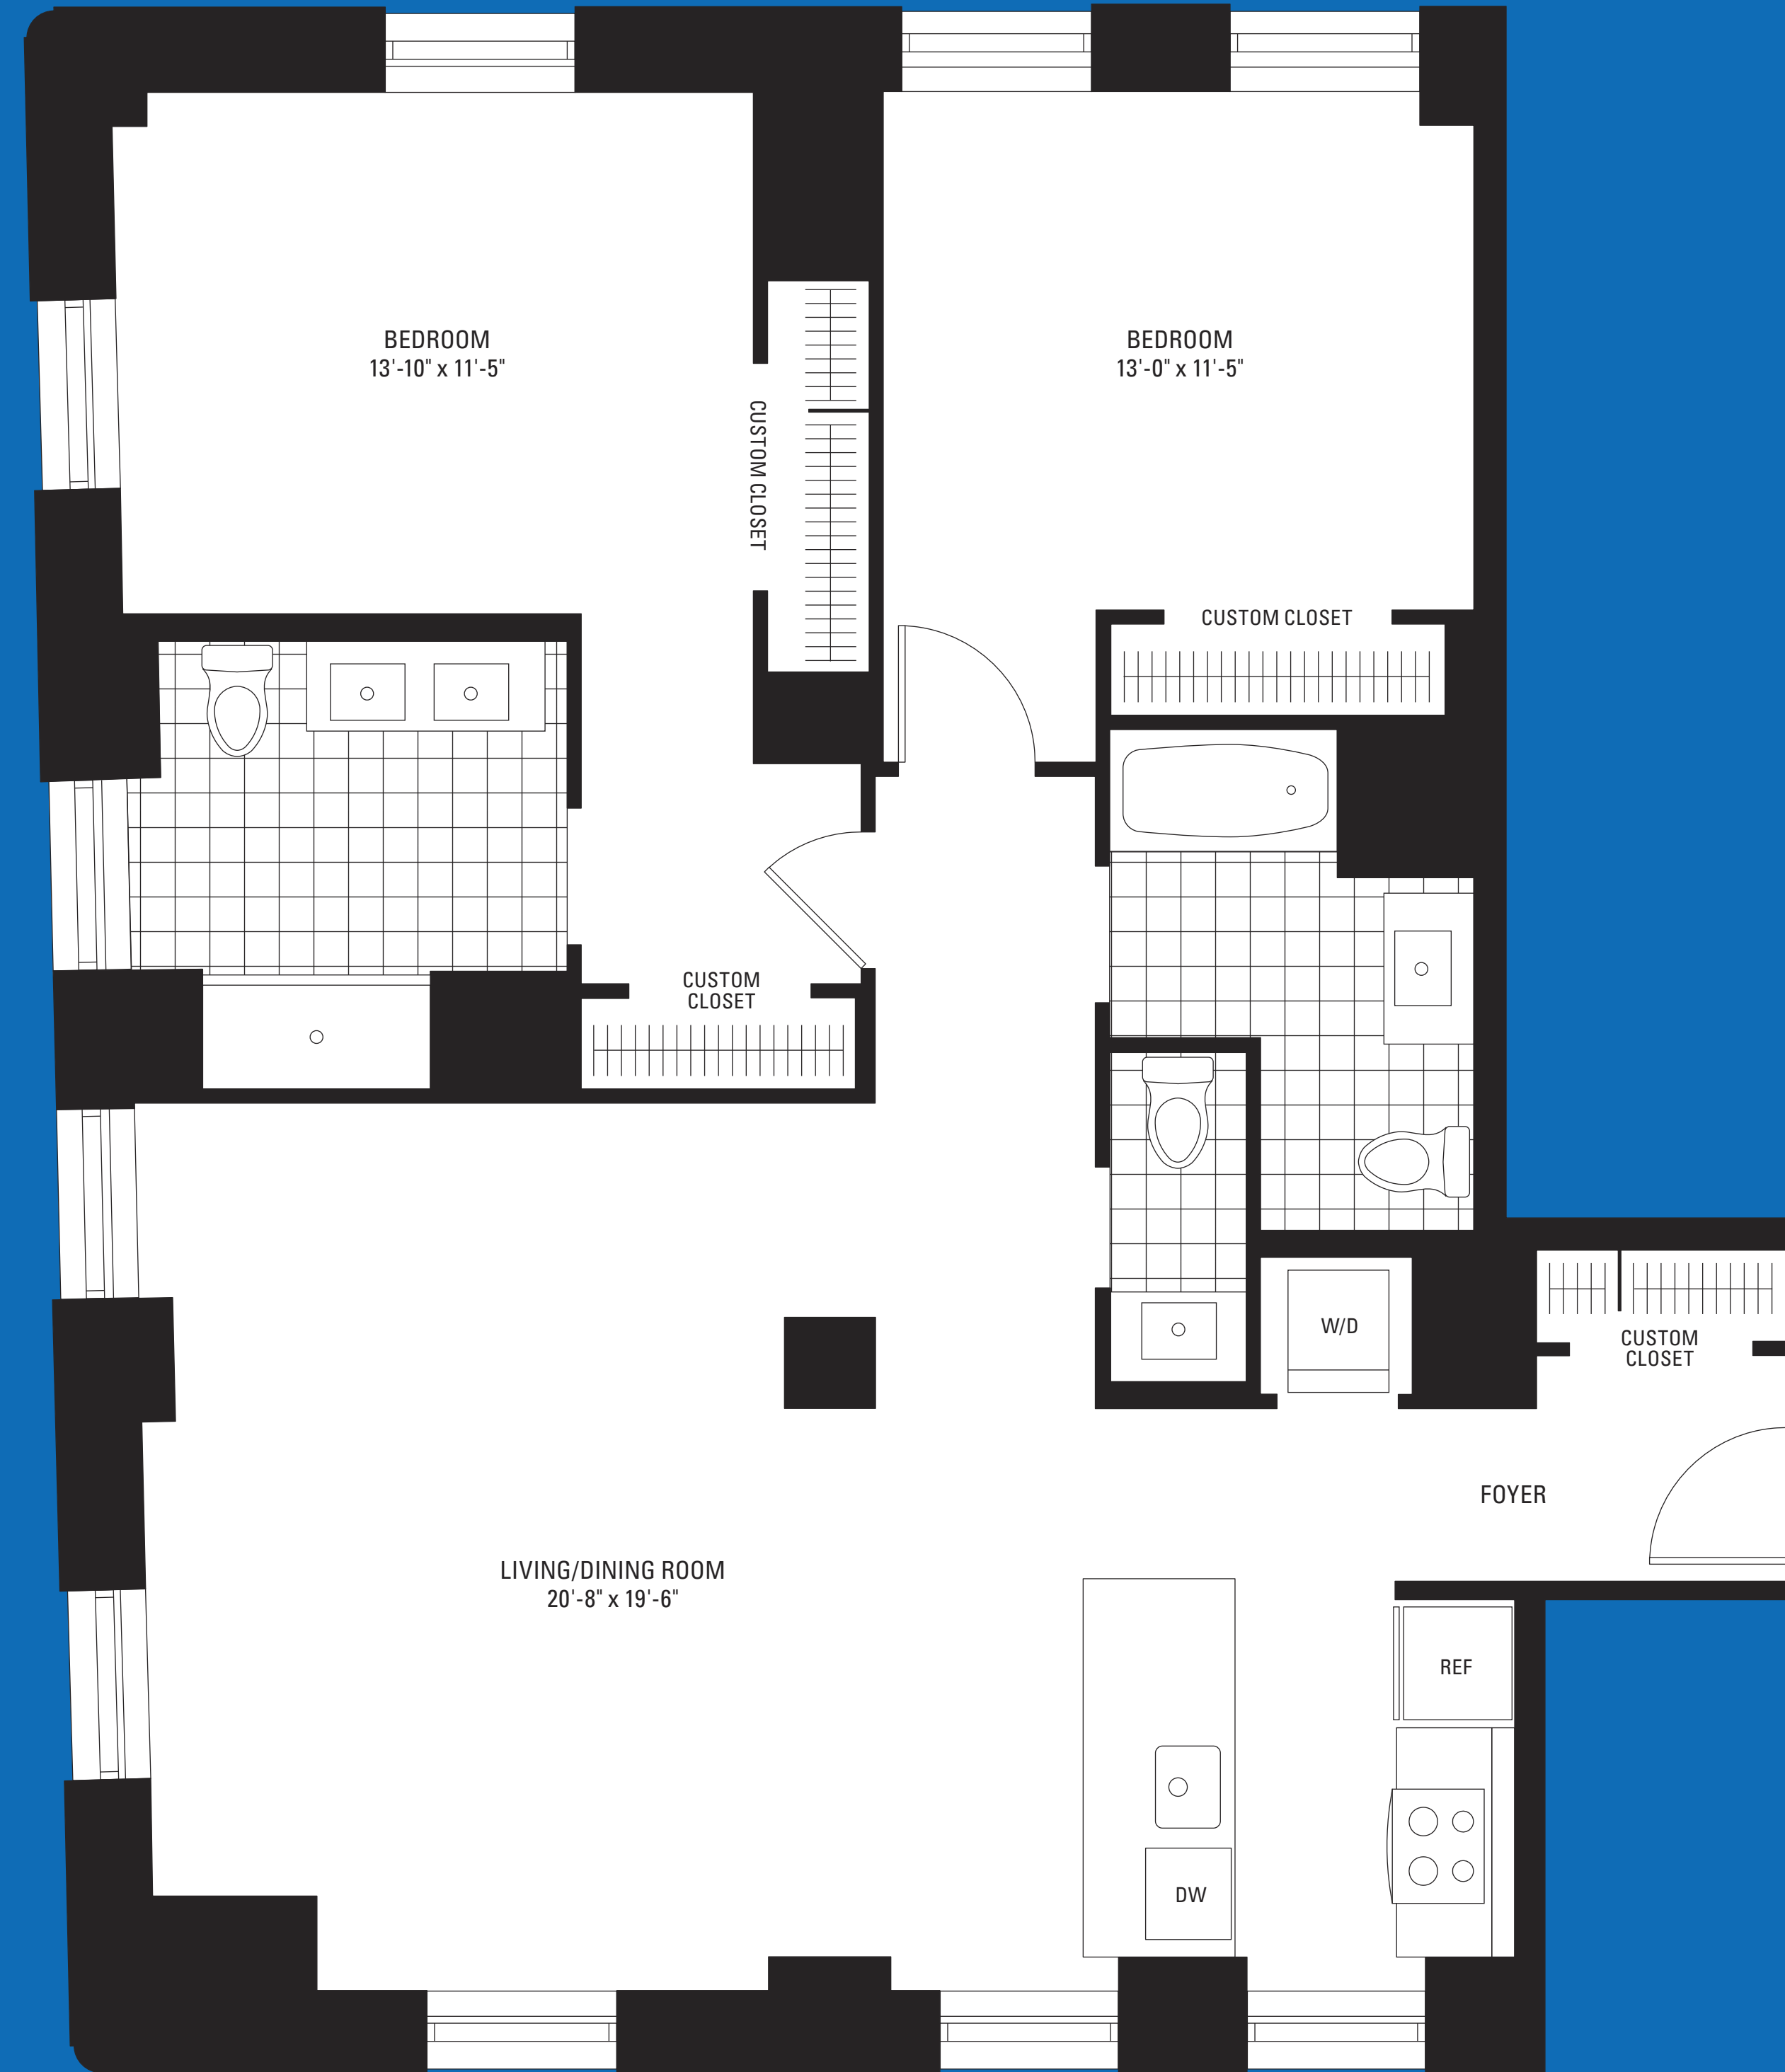 BEDROOM
13'-10" x 11'-5"
BEDROOM
13'-0" x 11'-5"
CUSTOM CLOSET
CUSTOM CLOSET
CUSTOM
CLOSET
W/D
CUSTOM
CLOSET
FOYER
LIVING/DINING ROOM
20'-8" x 19'-6"
REF
DW